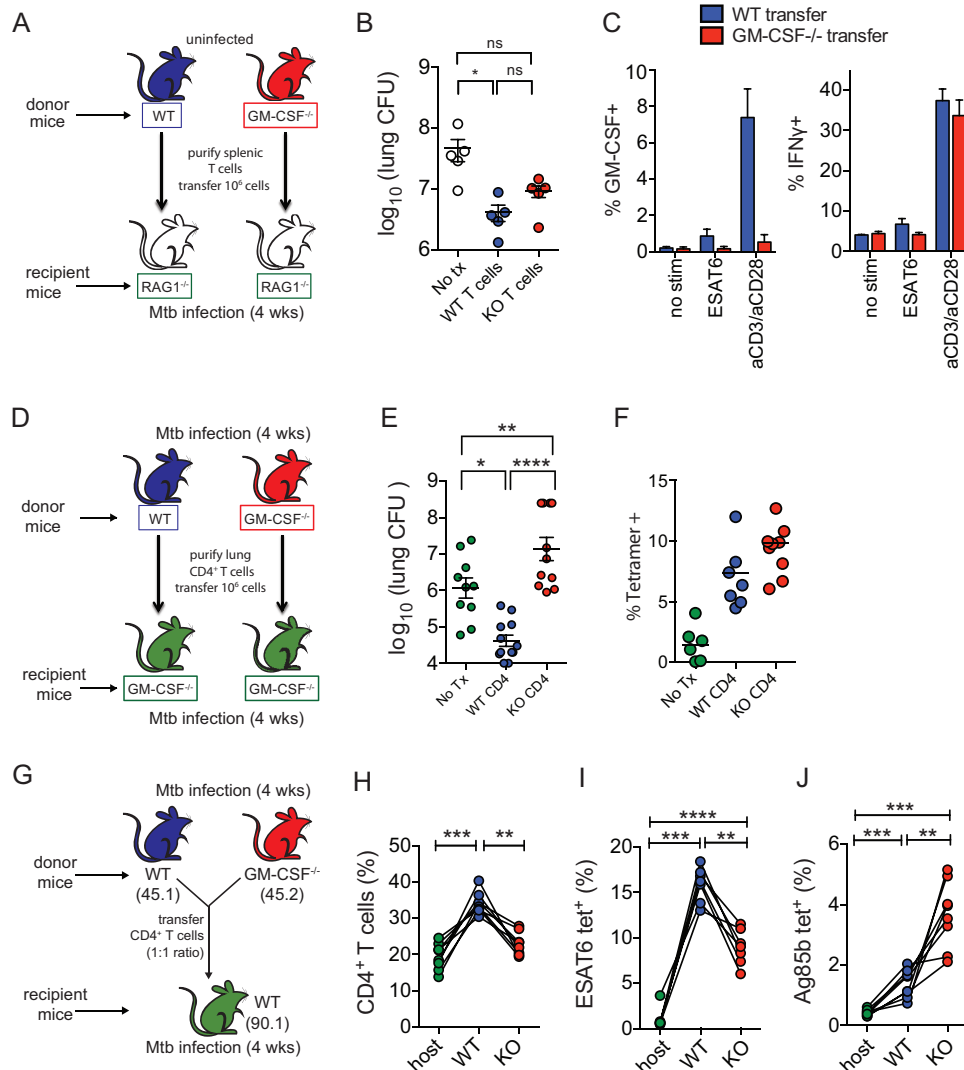 A
uninfected
donor
mice
WT
GM-CSF-/-
purify splenic
T cells
transfer 10⁶ cells
recipient
mice
RAG1-/-
RAG1-/-
Mtb infection (4 wks)
B
ns
*
ns
log10 (lung CFU)
9
8
7
6
No tx
WT T cells
KO T cells
C
WT transfer
GM-CSF-/- transfer
% GM-CSF+
10
8
6
4
2
0
no stim
ESAT6
aCD3/aCD28
% IFNγ+
40
30
20
10
0
no stim
ESAT6
aCD3/aCD28
D
Mtb infection (4 wks)
donor
mice
WT
GM-CSF-/-
purify lung
CD4⁺ T cells
transfer 10⁶ cells
recipient
mice
GM-CSF-/-
GM-CSF-/-
Mtb infection (4 wks)
E
**
*
****
log10 (lung CFU )
9
8
7
6
5
4
No Tx
WT CD4
KO CD4
F
% Tetramer +
15
10
5
0
No Tx
WT CD4
KO CD4
G
Mtb infection (4 wks)
donor
mice
WT
(45.1)
GM-CSF-/-
(45.2)
transfer
CD4⁺ T cells
(1:1 ratio)
recipient
mice
WT
(90.1)
Mtb infection (4 wks)
H
***
**
CD4⁺ T cells (%)
50
40
30
20
10
0
host
WT
KO
I
****
***
**
ESAT6 tet⁺ (%)
20
15
10
5
0
host
WT
KO
J
***
***
**
Ag85b tet⁺ (%)
6
4
2
0
host
WT
KO